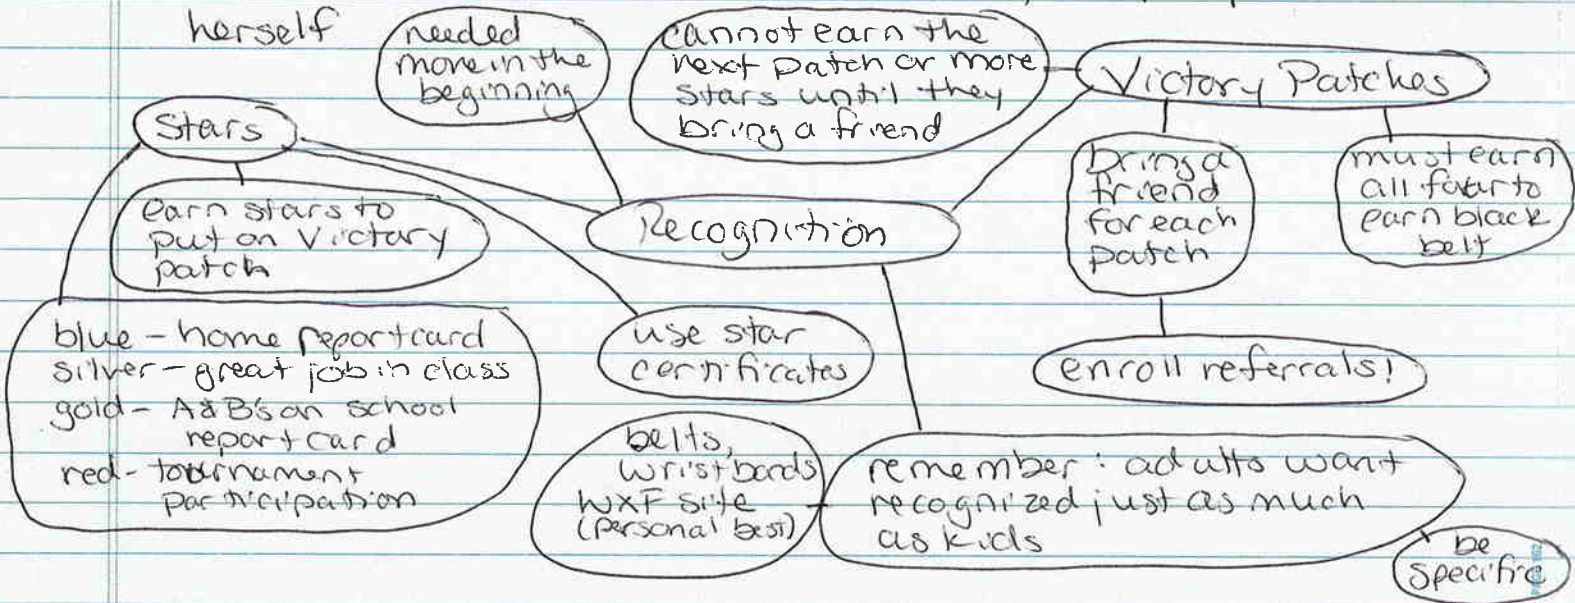 herself
needed
more in the
beginning
cannot earn the
next patch or more
stars until they
bring a friend
Victory Patches
Stars
bring a
friend
for each
patch
must earn
all four to
earn black
belt
earn stars to
put on Victory
patch
Recognition
blue - home report card
silver - great job in class
gold - A&B's on school
report card
red - tournament
participation
use star
certificates
enroll referrals!
belts,
wristbands
WXF site
(personal best)
remember: adults want
recognized just as much
as kids
be
specific